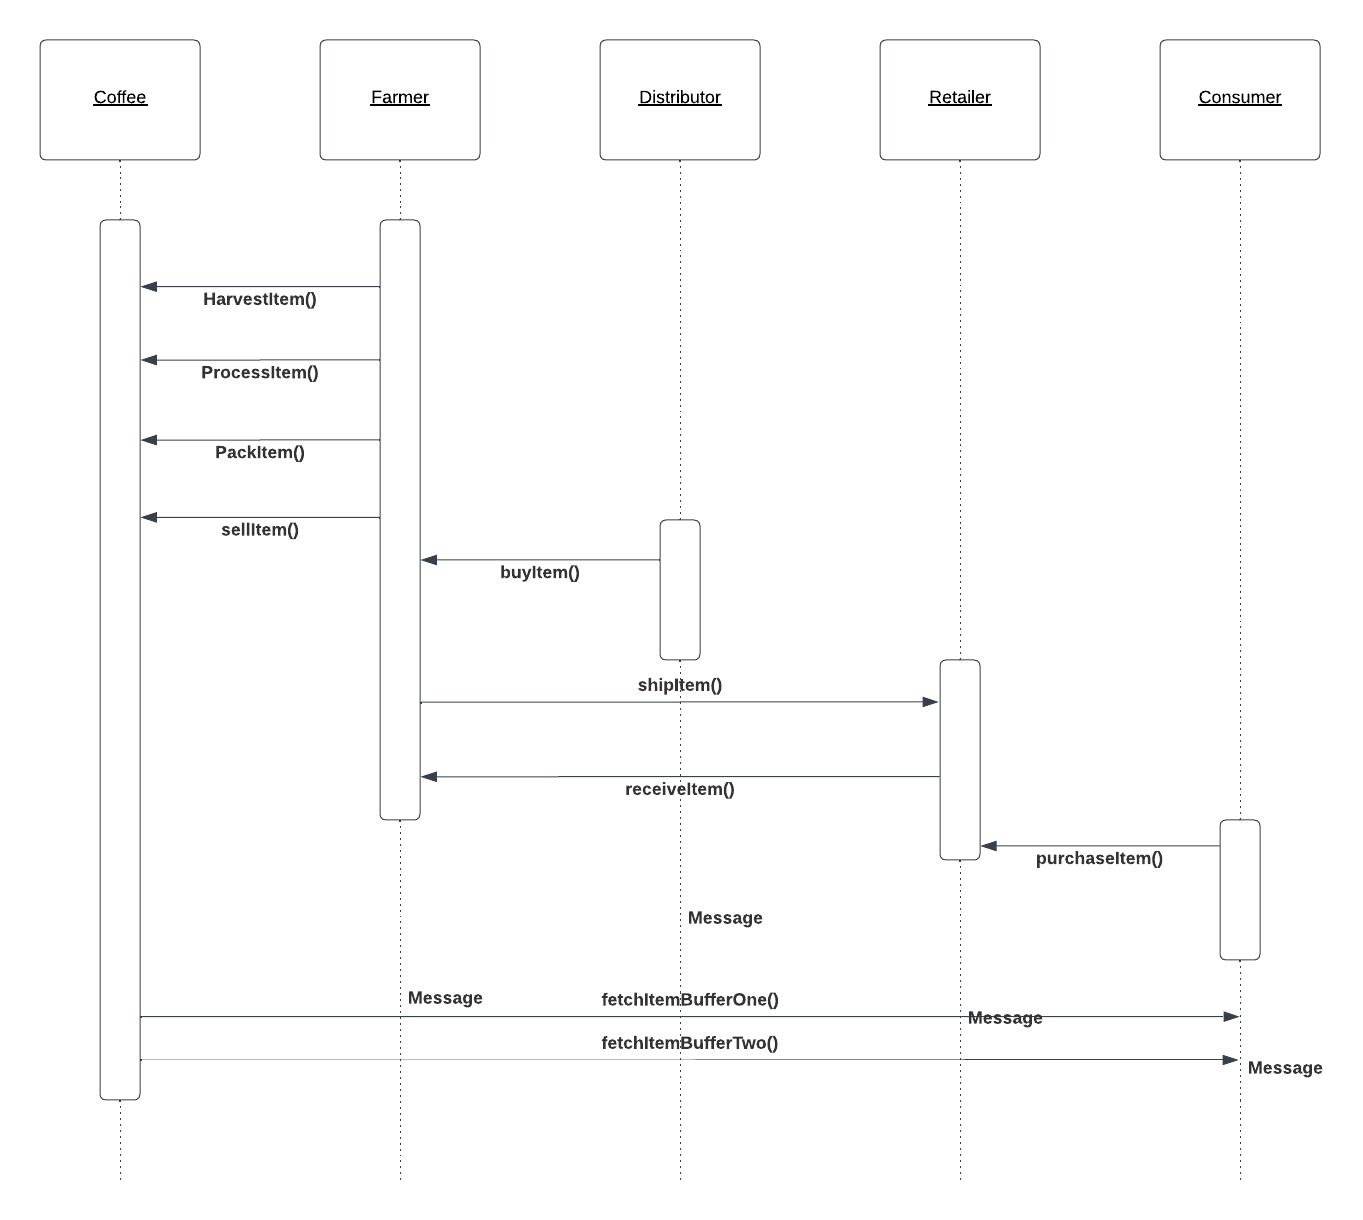 Coffee
Farmer
Distributor
Retailer
Consumer
HarvestItem()
ProcessItem()
PackItem()
sellItem()
buyItem()
shipItem()
receiveItem()
purchaseItem()
Message
Message
fetchItemBufferOne()
Message
fetchItemBufferTwo()
Message